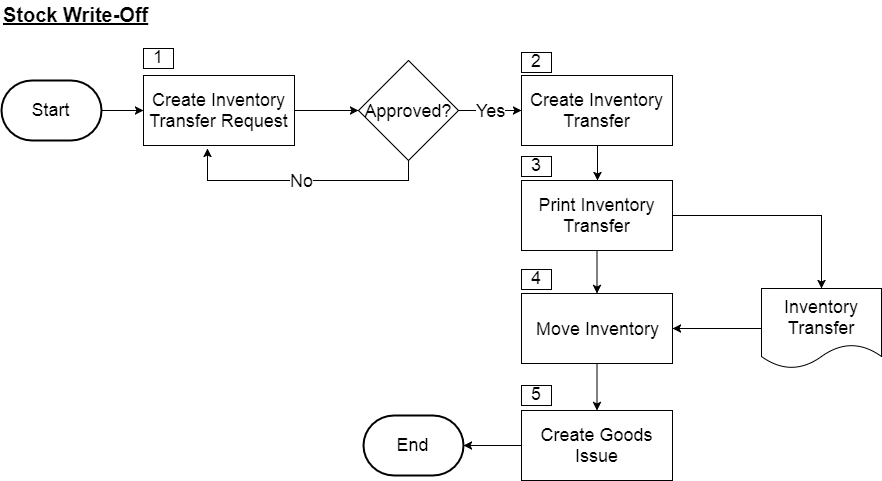 Stock Write-Off
1
Start
Create Inventory
Transfer Request
Approved?
Yes
No
2
Create Inventory
Transfer
3
Print Inventory
Transfer
4
Move Inventory
Inventory
Transfer
5
Create Goods
Issue
End